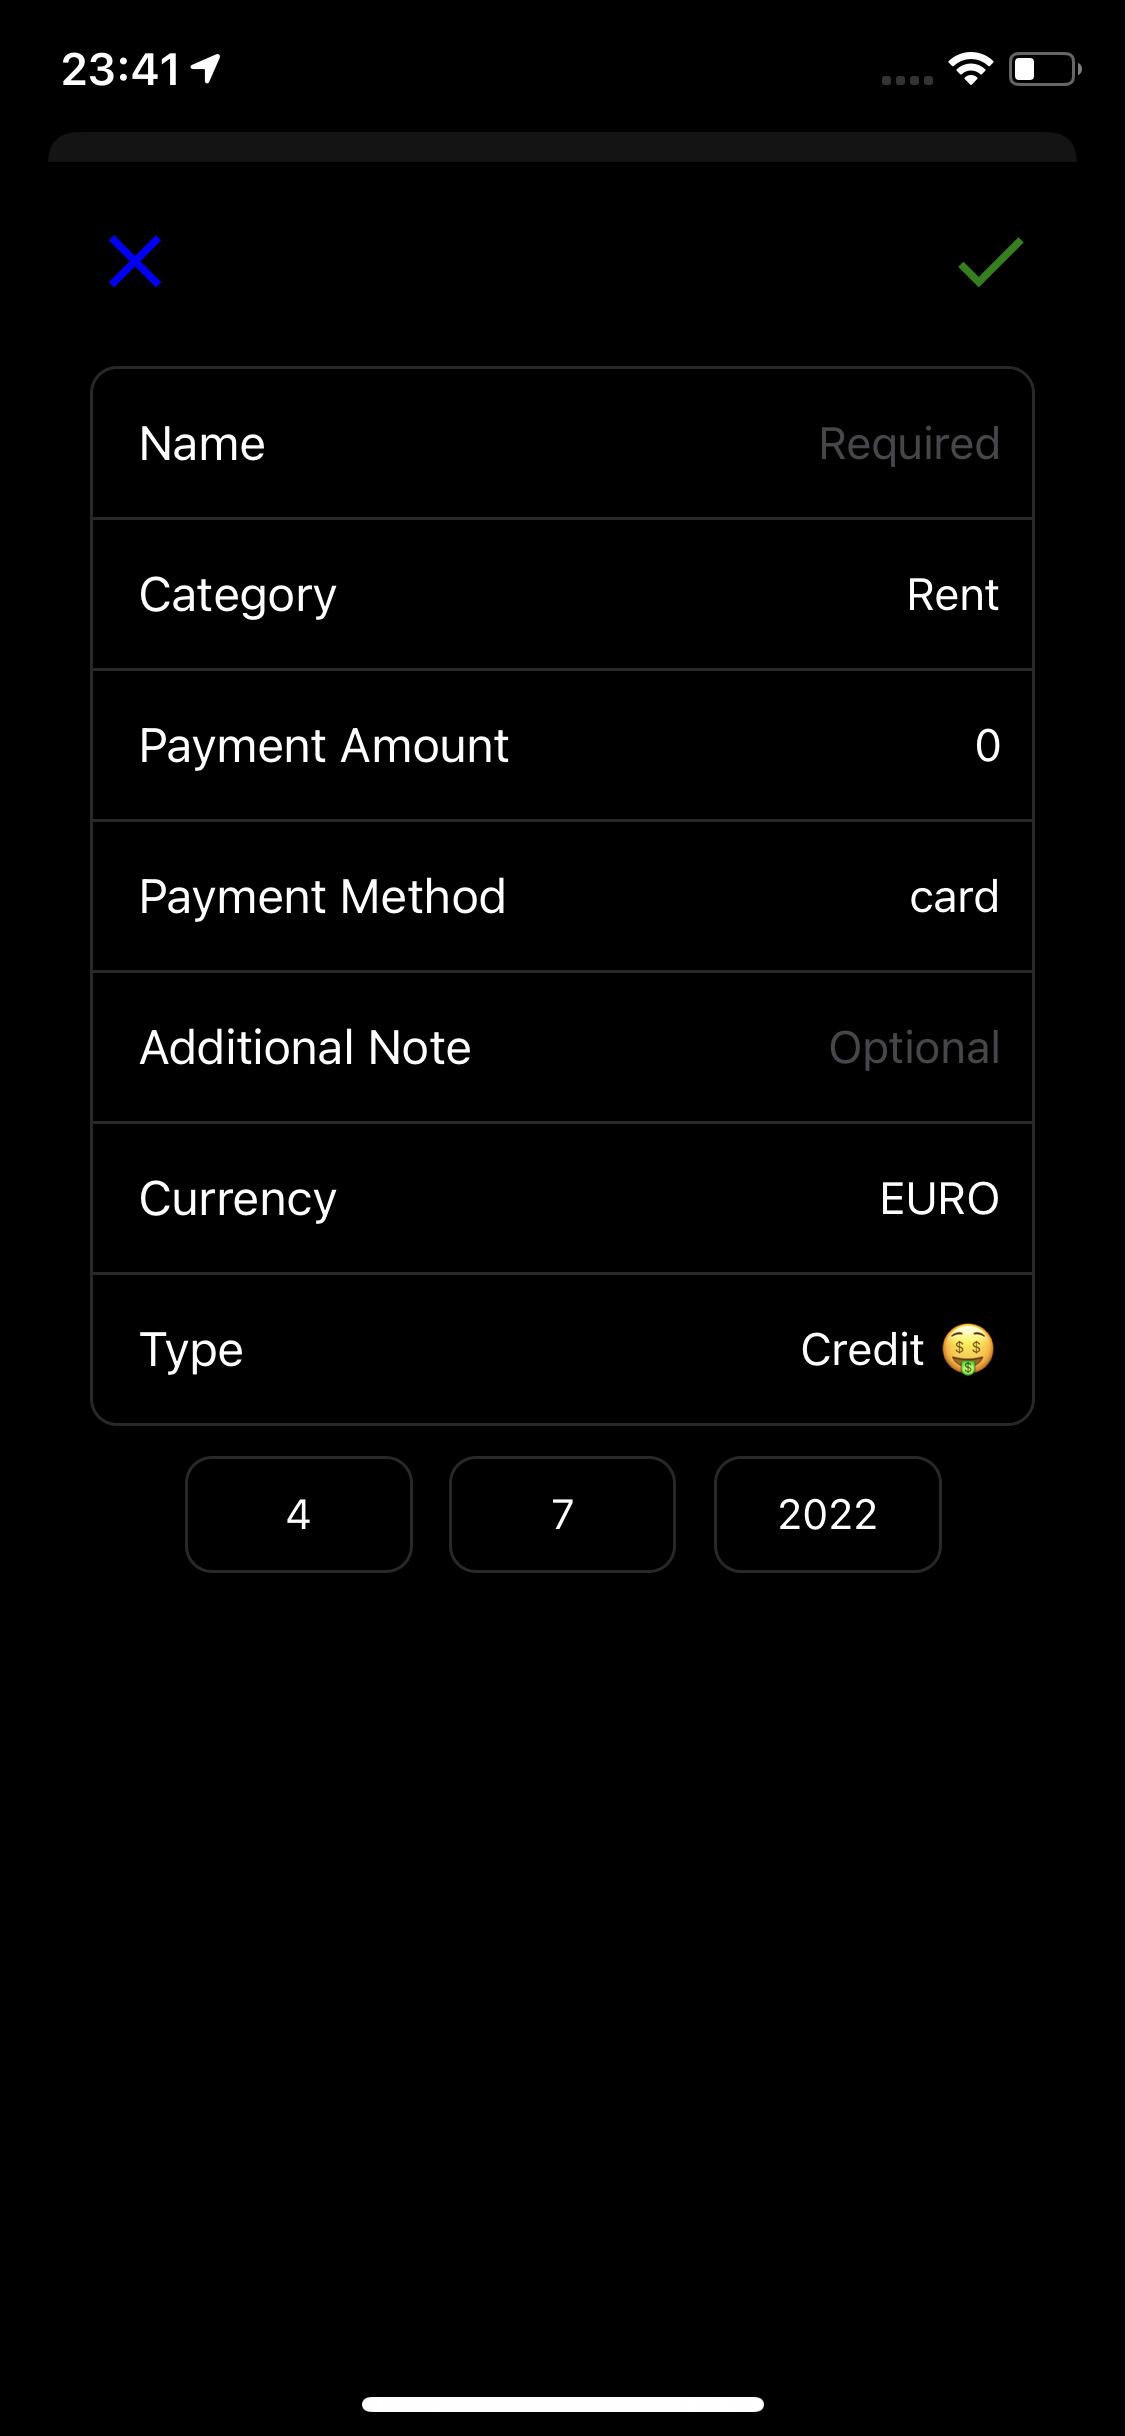 23:41
Name Required
Category Rent
Payment Amount 0
Payment Method card
Additional Note Optional
Currency EURO
Type Credit 🤑
4 7 2022